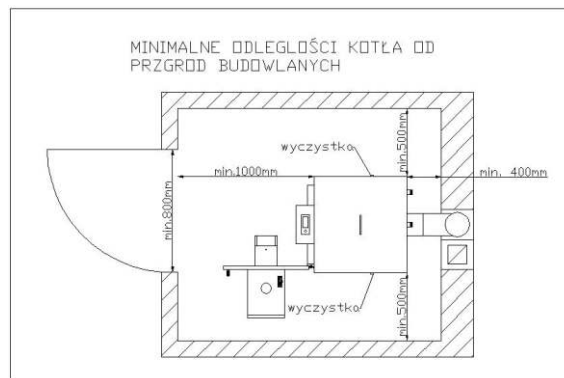 MINIMALNE ODLEGŁOŚCI KOTŁA OD
PRZGROD BUDOWLANYCH
wyczystka
min.500mm
min.1000mm
min. 400mm
min.800mm
wyczystka
min.500mm